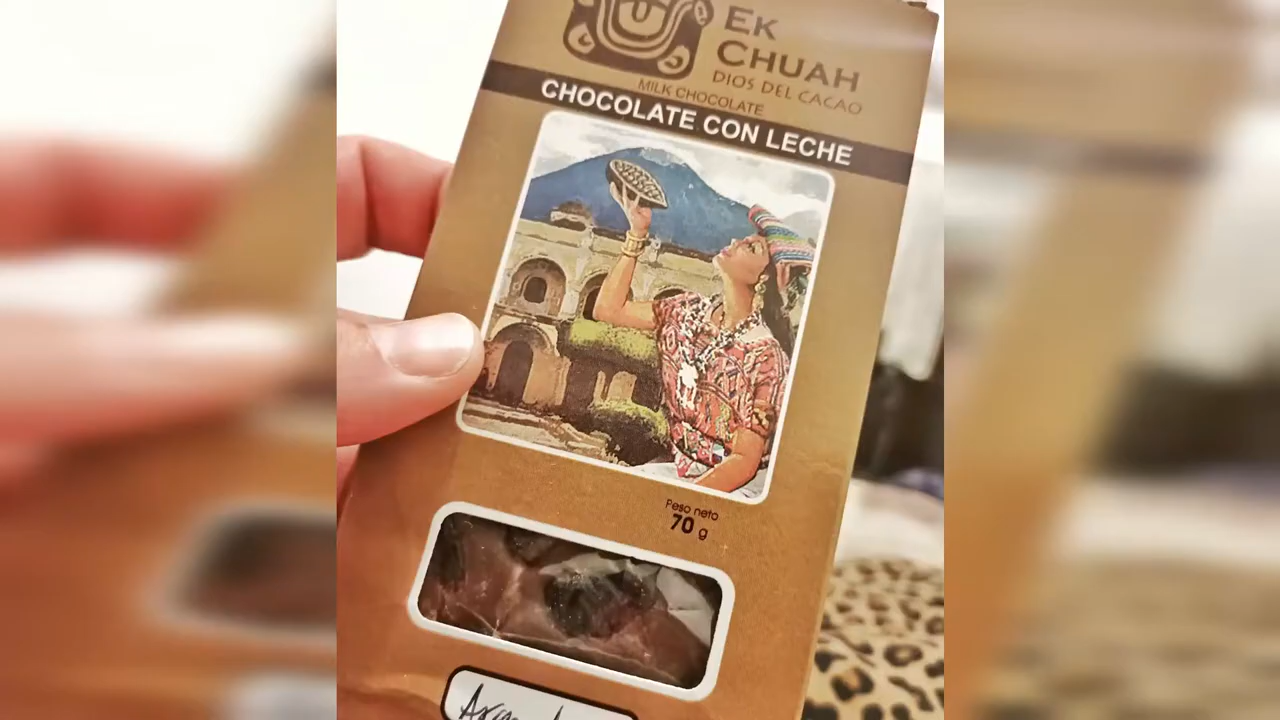 EK
CHUAH
DIOS DEL CACAO
MILK CHOCOLATE
CHOCOLATE CON LECHE
Peso neto
70 g